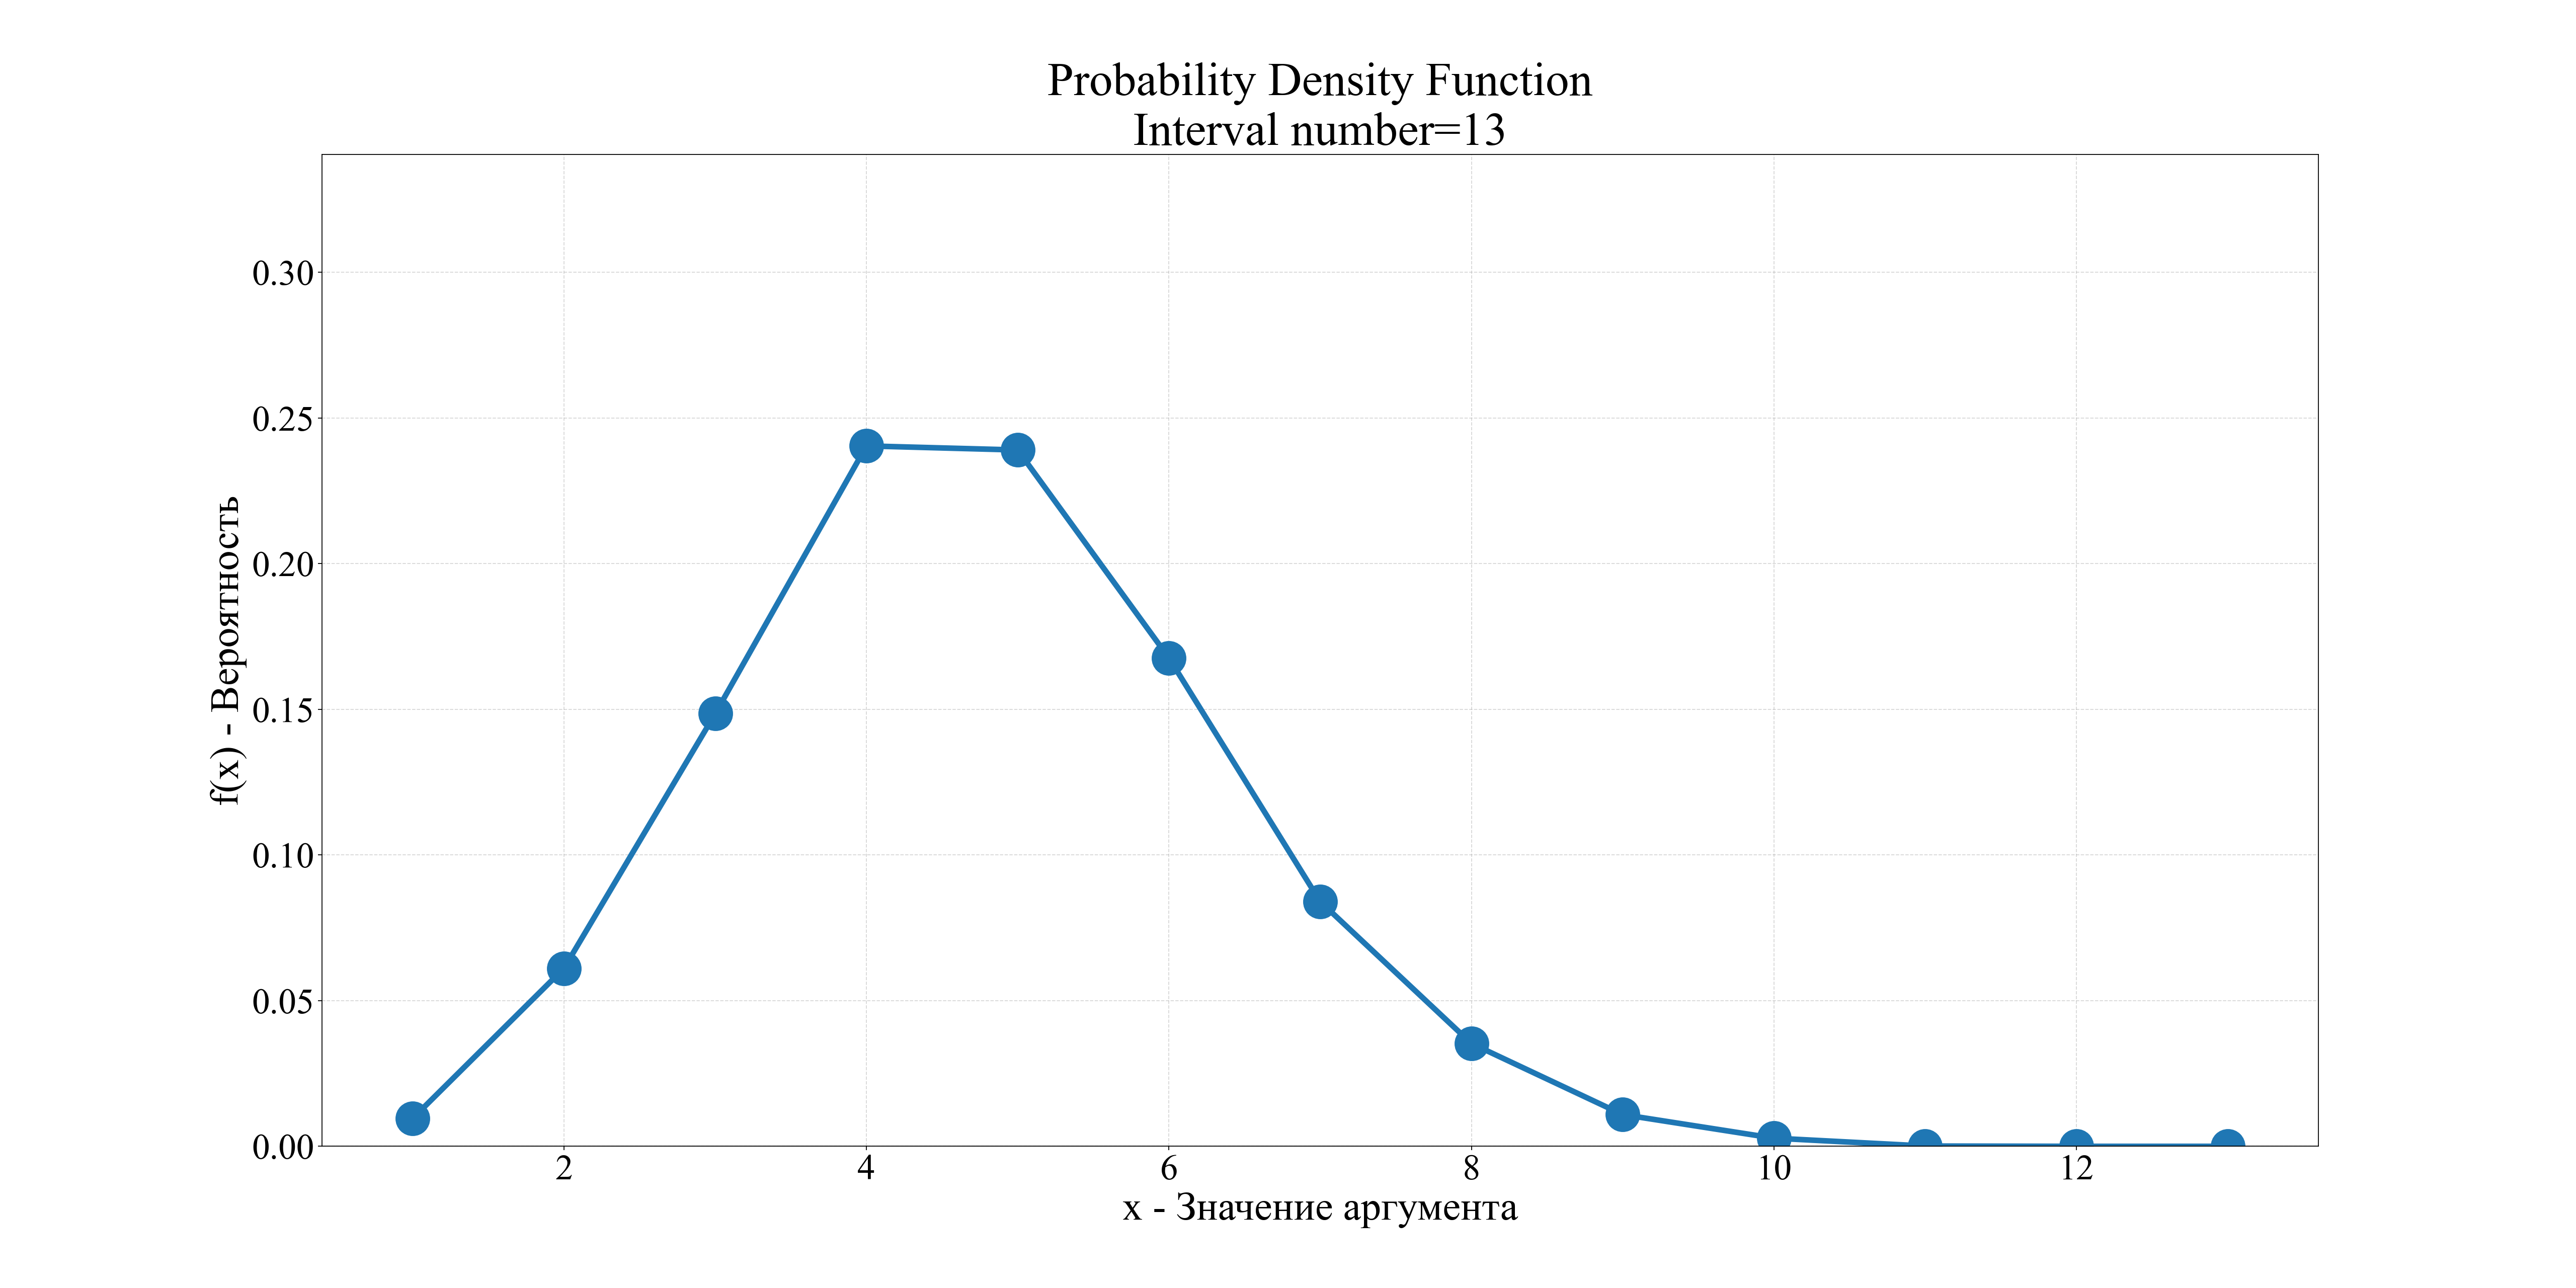 Probability Density Function
Interval number=13
f(x) - Вероятность
0.30
0.25
0.20
0.15
0.10
0.05
0.00
2 4 6 8 10 12
x - Значение аргумента